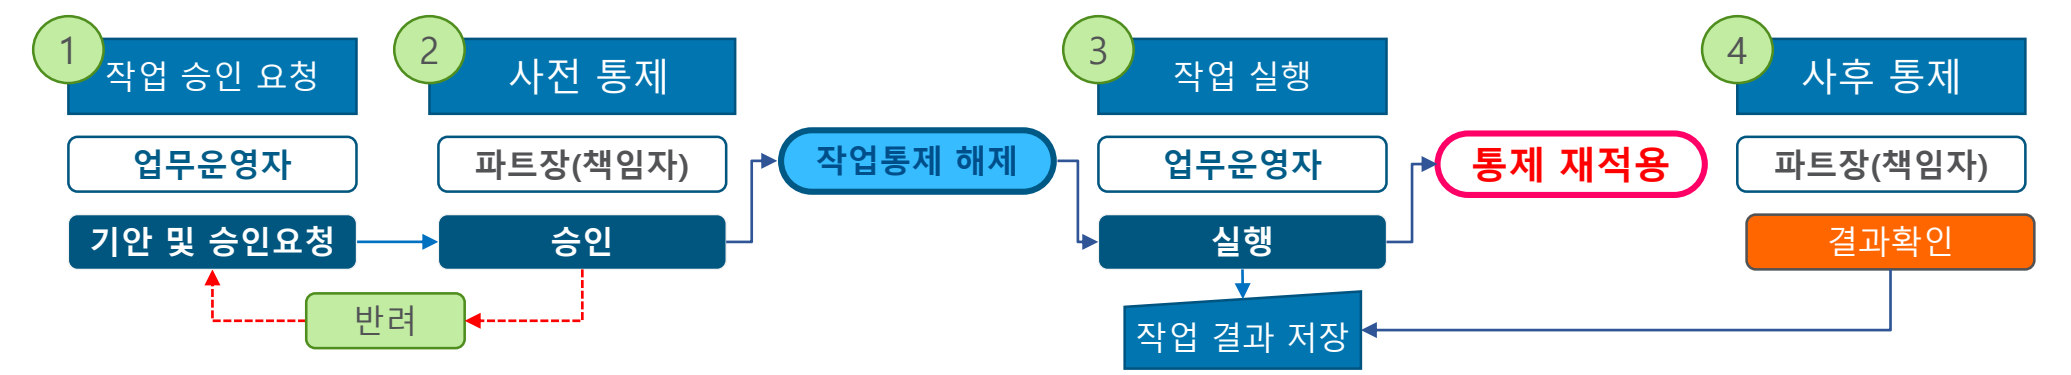 1
작업 승인 요청
업무운영자
기안 및 승인요청
2
사전 통제
파트장(책임자)
승인
반려
작업통제 해제
3
작업 실행
업무운영자
실행
작업 결과 저장
통제 재적용
4
사후 통제
파트장(책임자)
결과확인